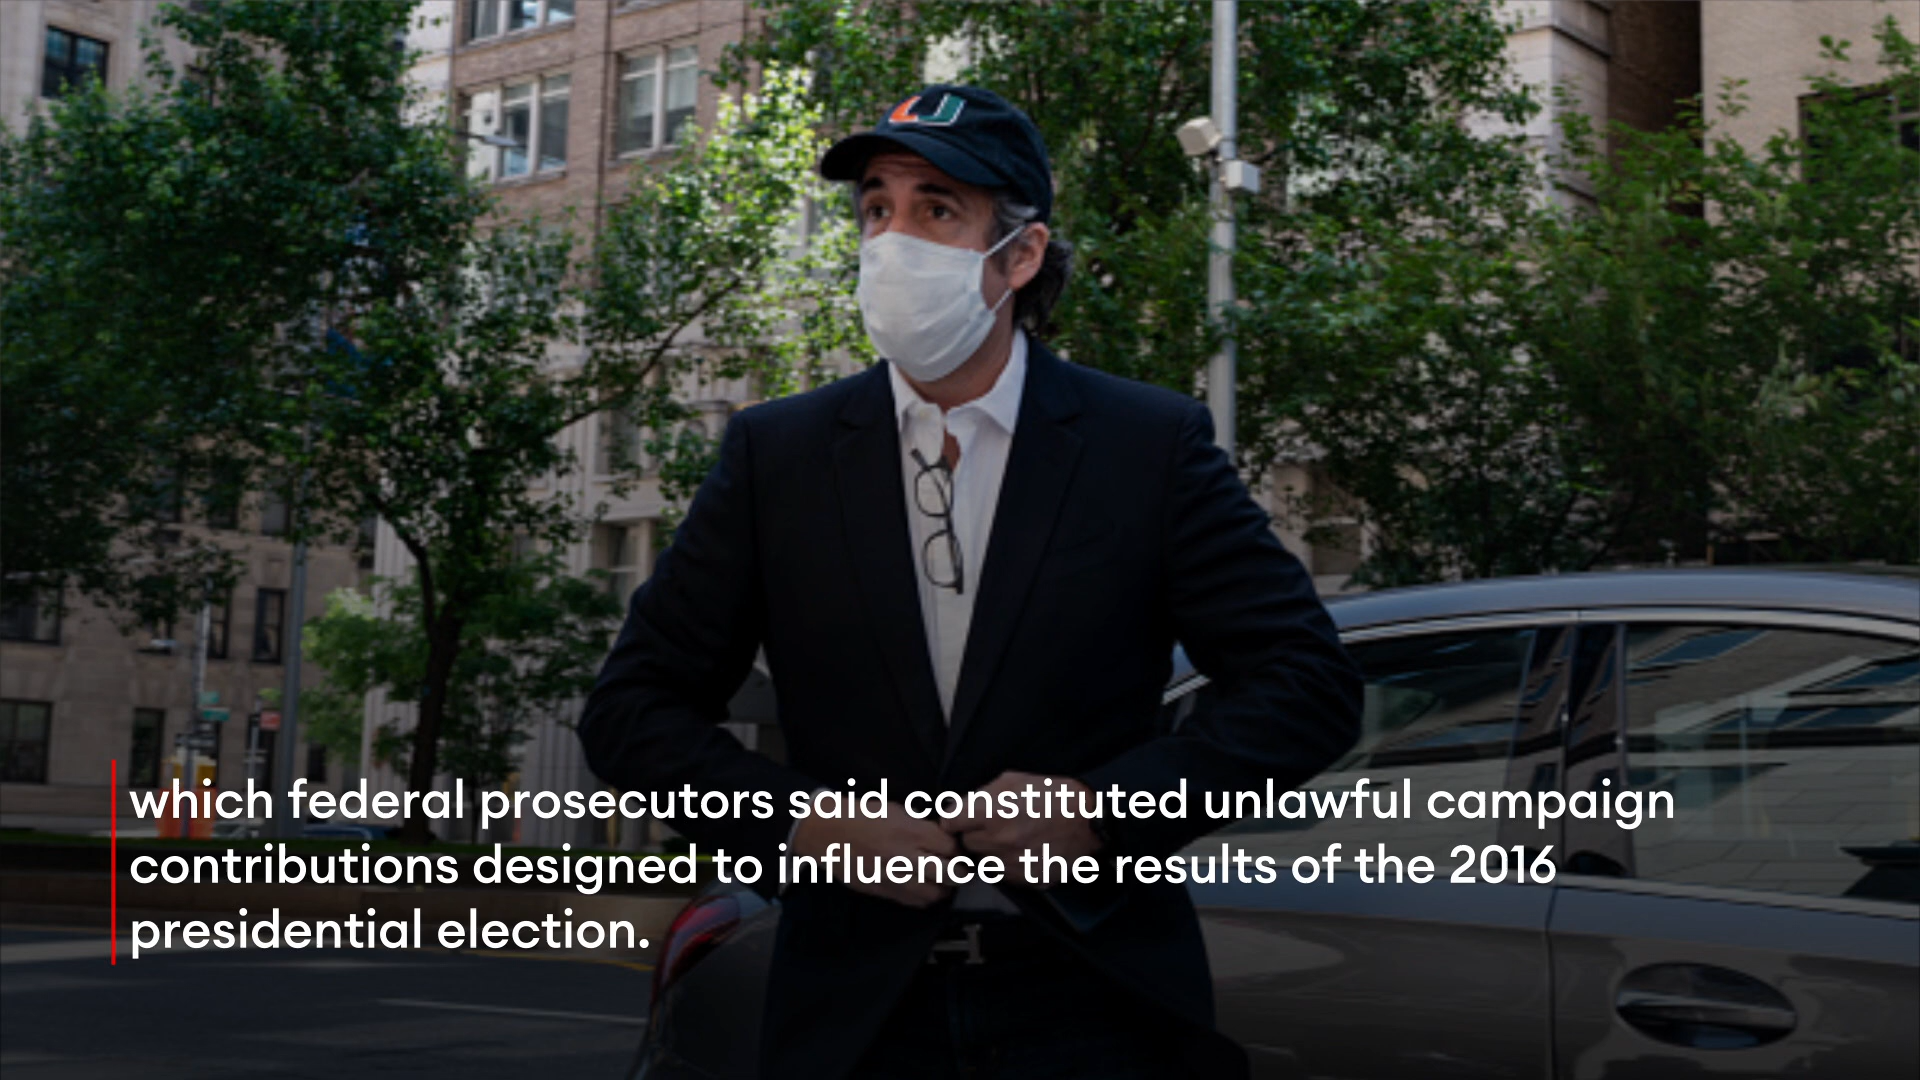 U
which federal prosecutors said constituted unlawful campaign
contributions designed to influence the results of the 2016
presidential election.